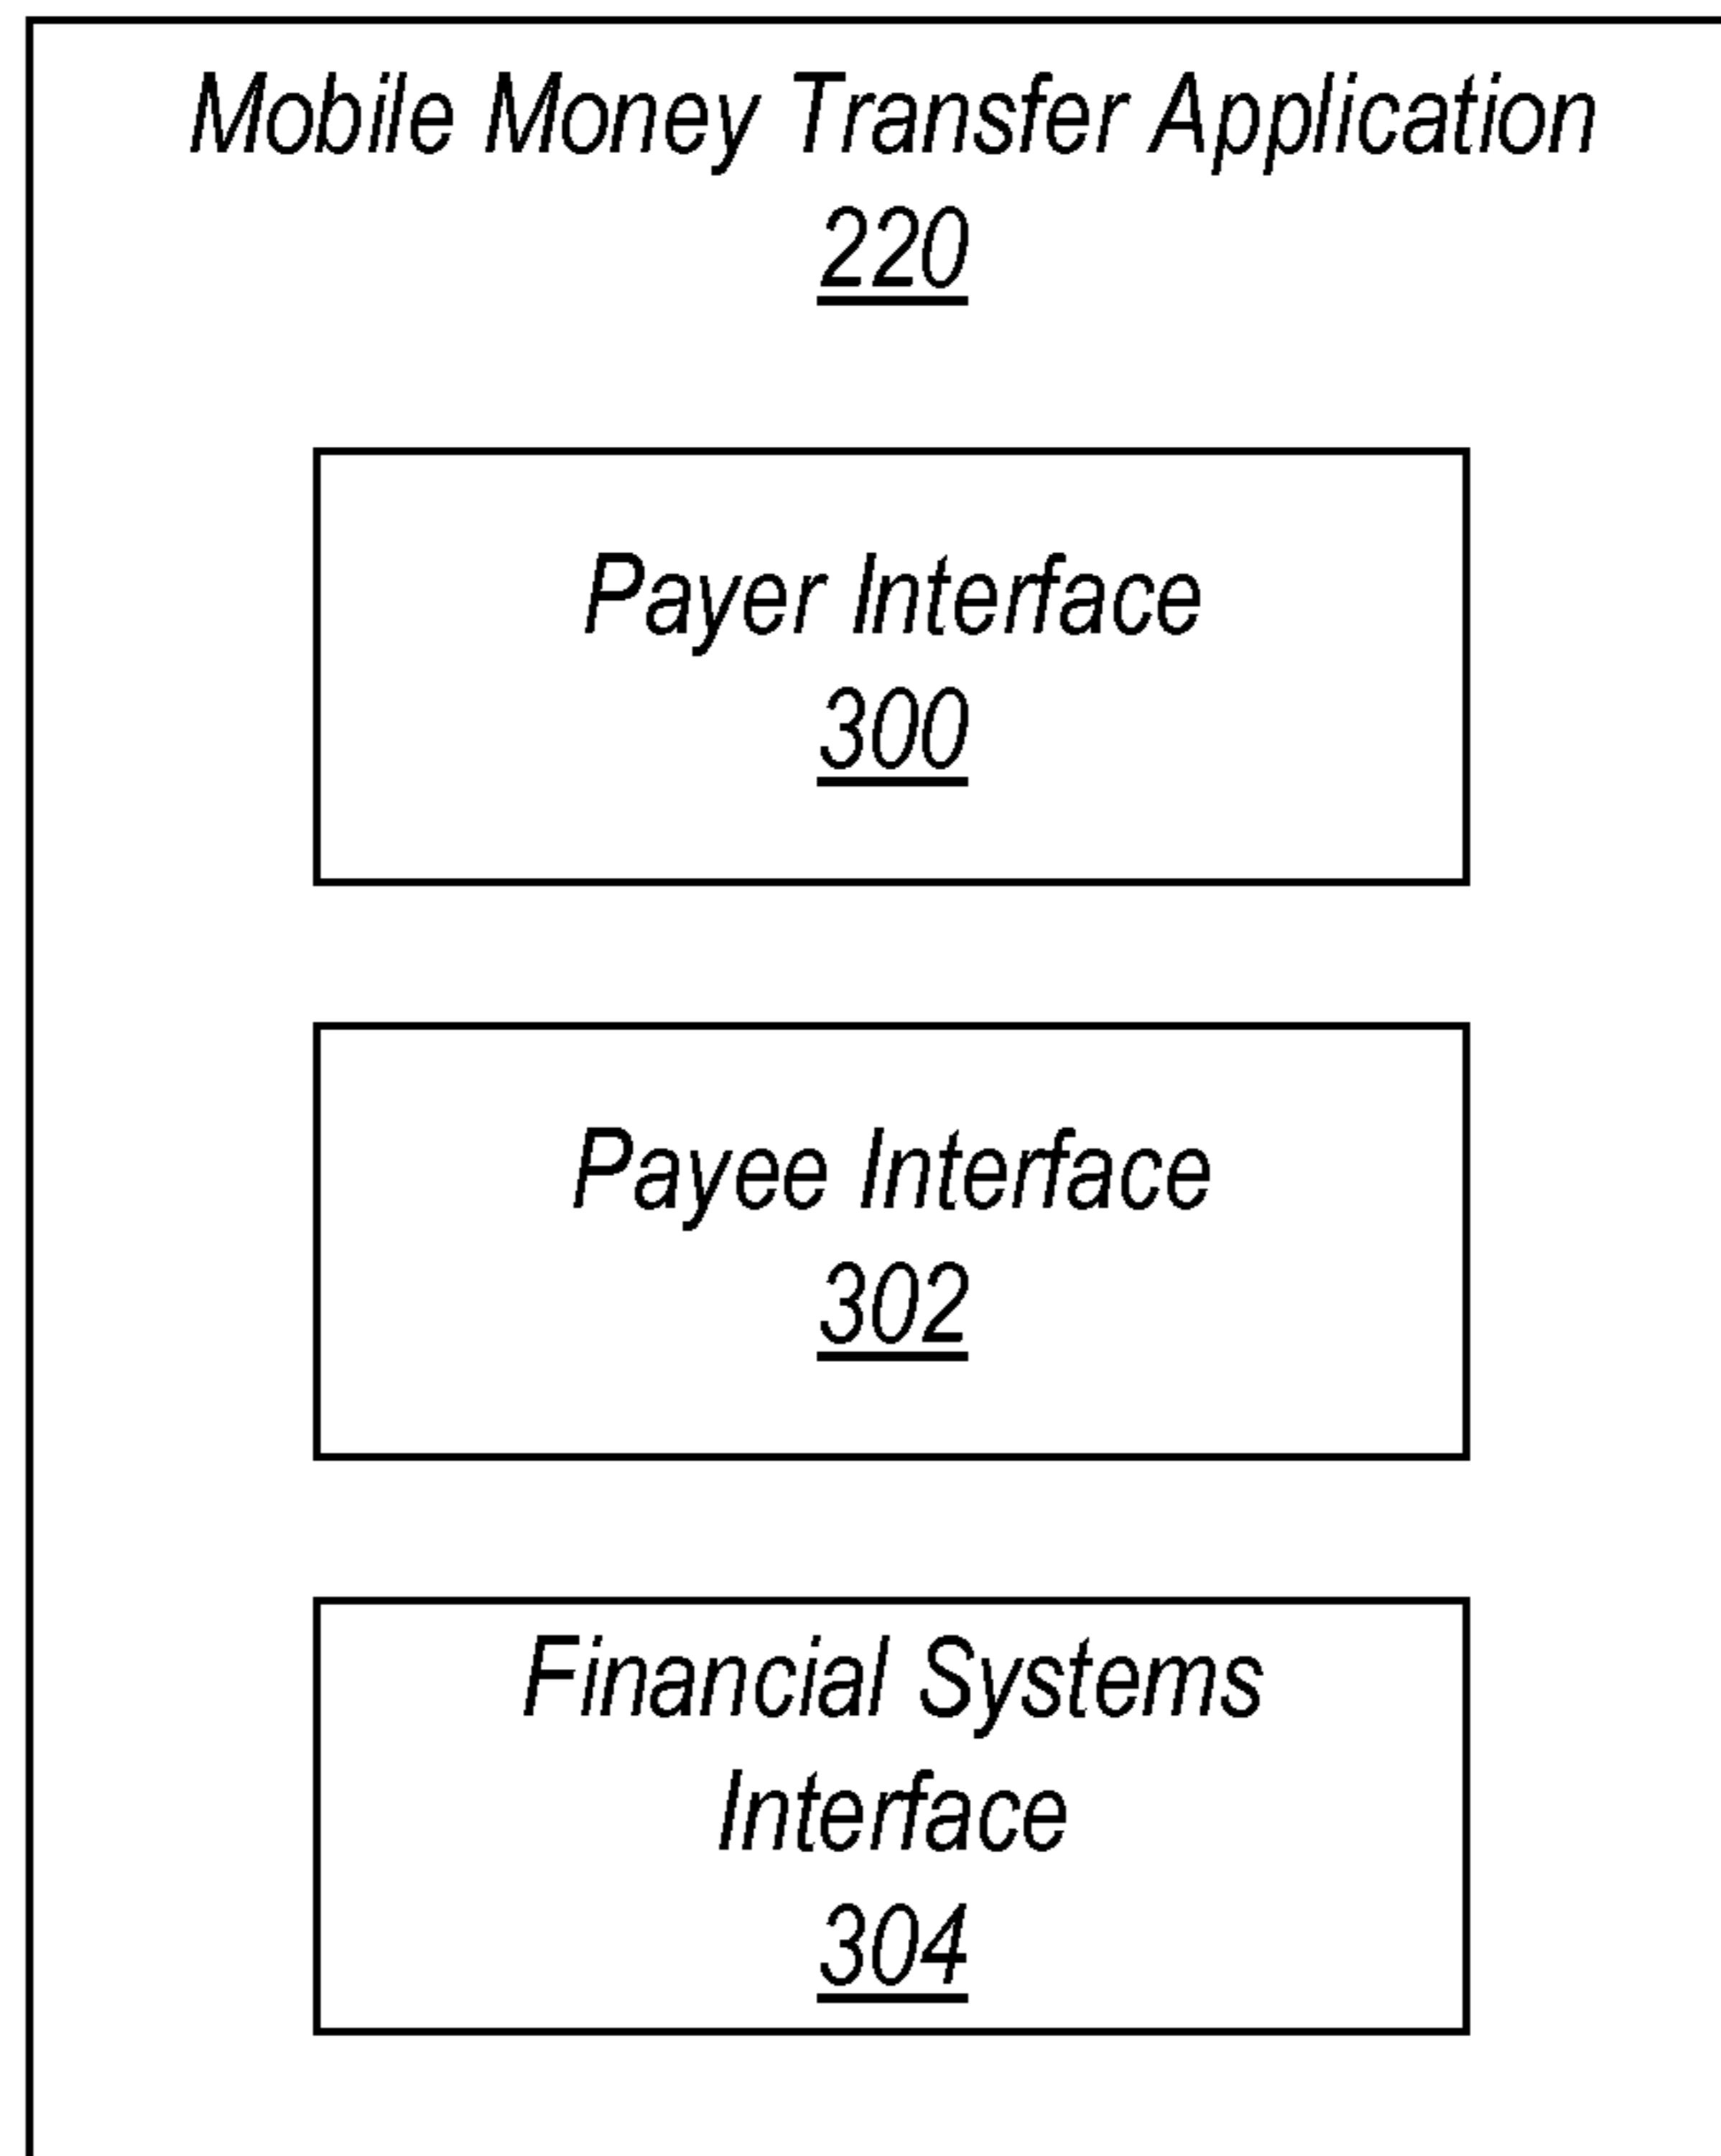 Mobile Money Transfer Application
220
Payer Interface
300
Payee Interface
302
Financial Systems
Interface
304